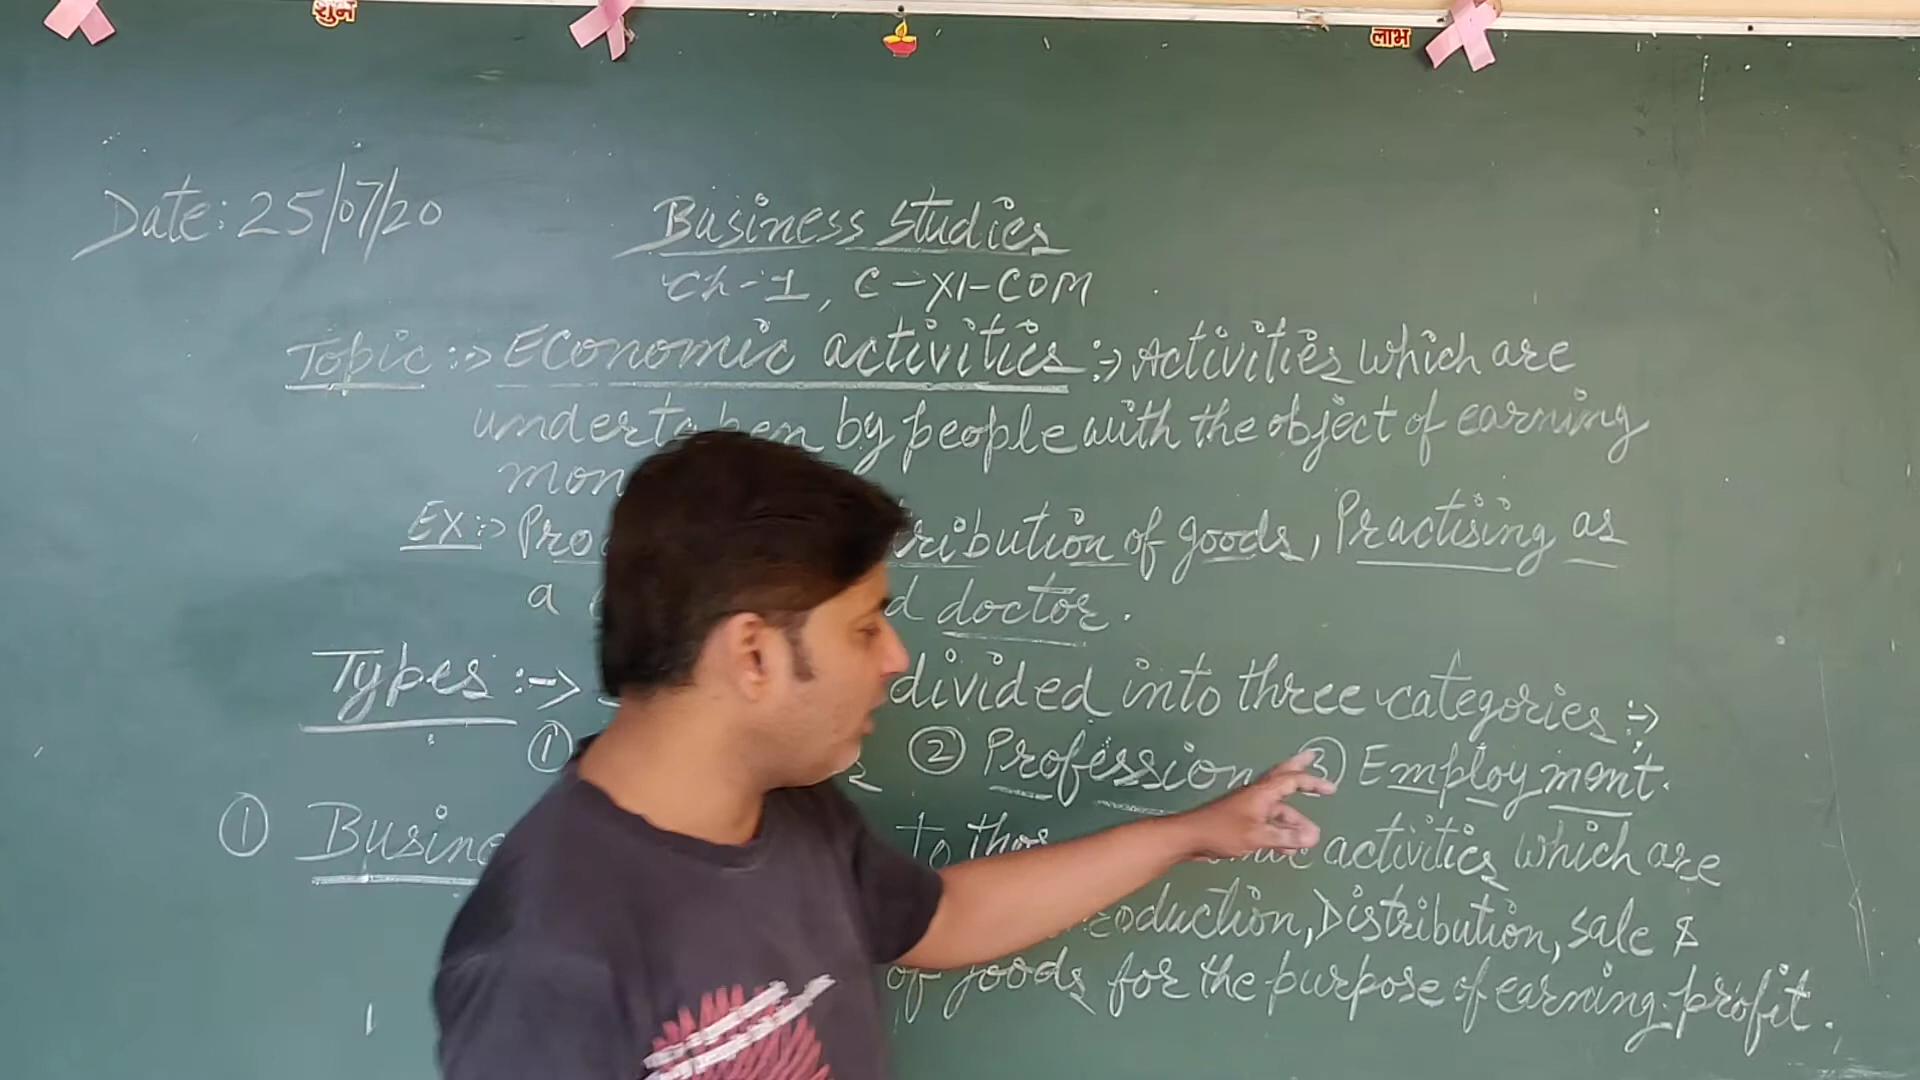 शुभ
लाभ
Date: 25/07/20
Business Studies
Ch-1, C-XI-COM
Topic :-> Economic activities :-> Activities which are
undertaken by people with the object of earning
mon
EX :-> Pro tribution of goods, Practising as
a d doctor.
Types :-> divided into three categories :->
① ② Profession ③ Employment.
① Busine to thos activities which are
roduction, Distribution, sale &
of goods for the purpose of earning profit.